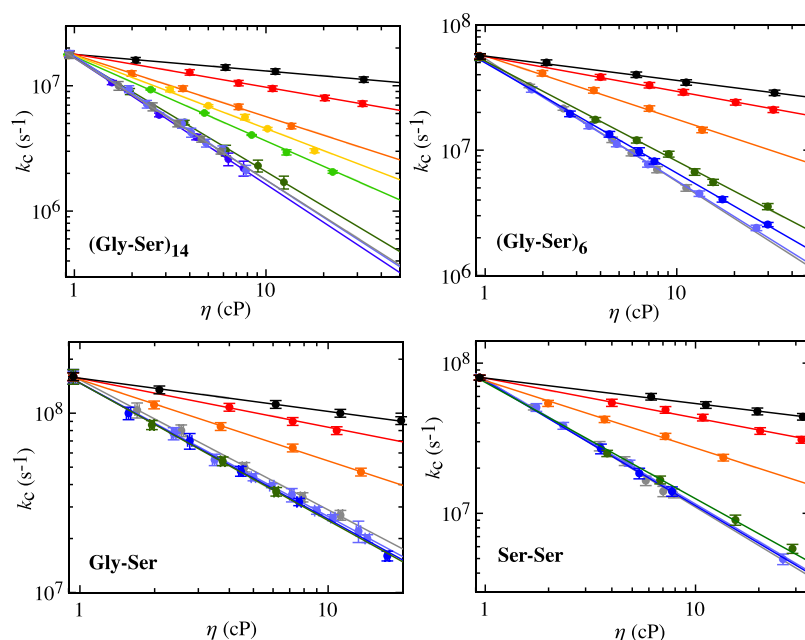 10⁷
10⁶
k_c (s⁻¹)
(Gly-Ser)₁₄
1
10
η (cP)
10⁸
10⁷
10⁶
k_c (s⁻¹)
(Gly-Ser)₆
1
10
η (cP)
10⁸
10⁷
k_c (s⁻¹)
Gly-Ser
1
10
η (cP)
10⁸
10⁷
k_c (s⁻¹)
Ser-Ser
1
10
η (cP)